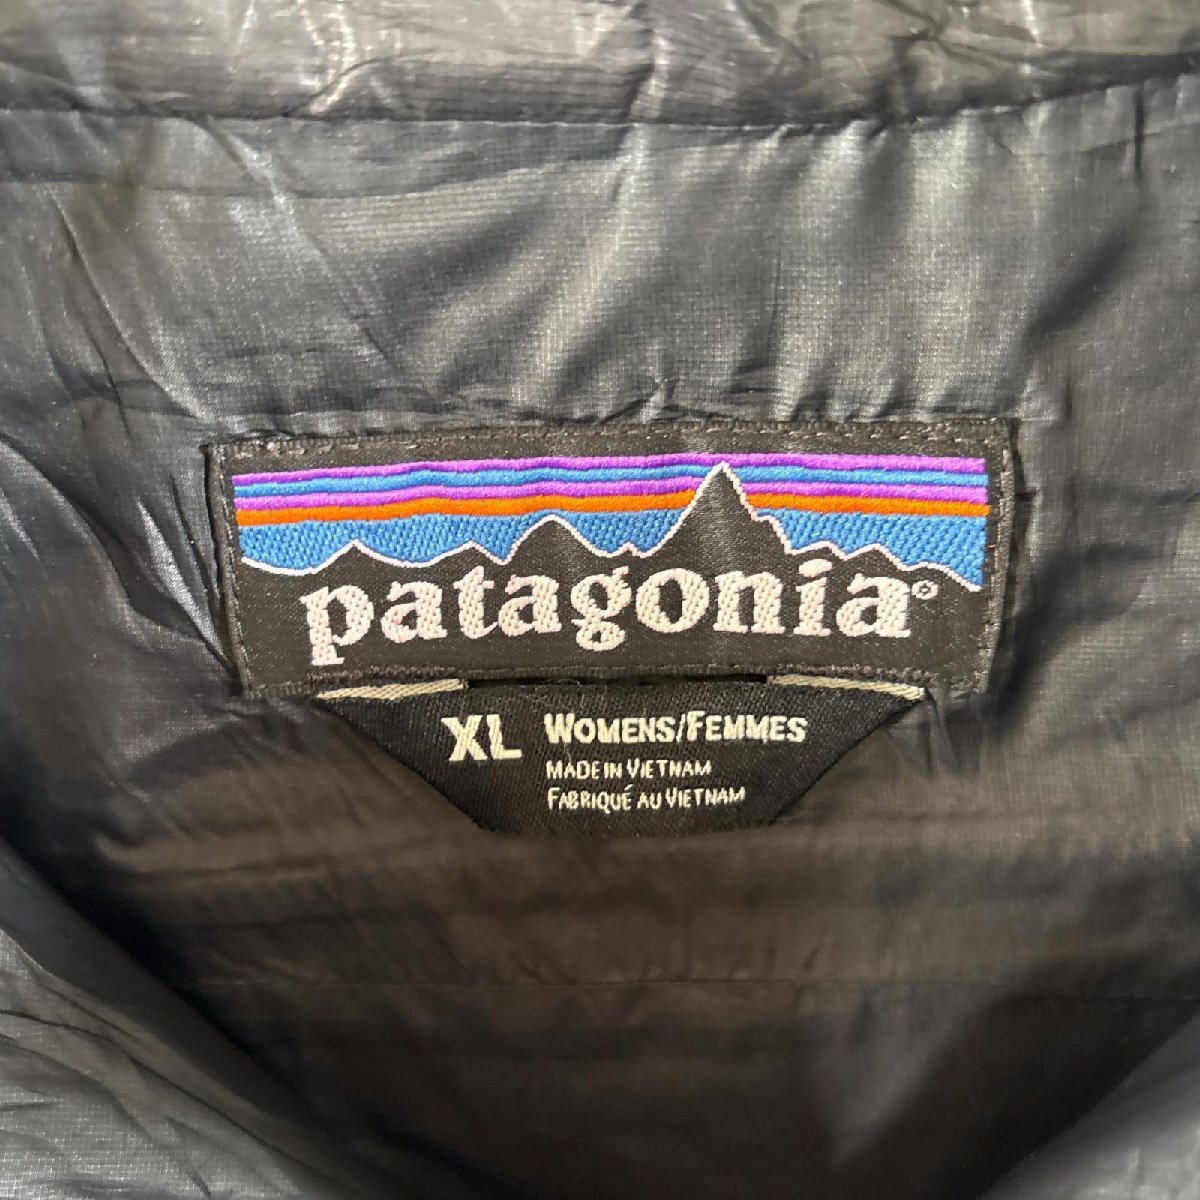 patagonia®
XL WOMENS/FEMMES
MADE IN VIETNAM
FABRIQUÉ AU VIETNAM